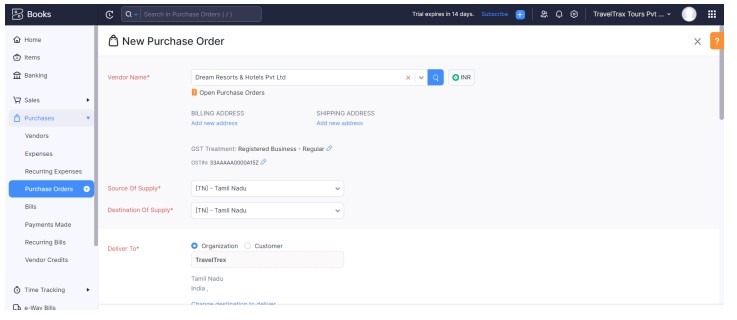 Books
Search in Purchase Orders ( / )
Trial expires in 14 days. Subscribe
TravelTrax Tours Pvt ...
Home
Items
Banking
Sales
Purchases
Vendors
Expenses
Recurring Expenses
Purchase Orders
Bills
Payments Made
Recurring Bills
Vendor Credits
Time Tracking
e-Way Bills
New Purchase Order
?
Vendor Name*
Dream Resorts & Hotels Pvt Ltd
INR
Open Purchase Orders
BILLING ADDRESS
SHIPPING ADDRESS
Add new address
Add new address
GST Treatment: Registered Business - Regular
GSTIN: 33AAAAA0000A15Z
Source Of Supply*
[TN] - Tamil Nadu
Destination Of Supply*
[TN] - Tamil Nadu
Deliver To*
Organization
Customer
TravelTrex
Tamil Nadu
India ,
Change destination to deliver